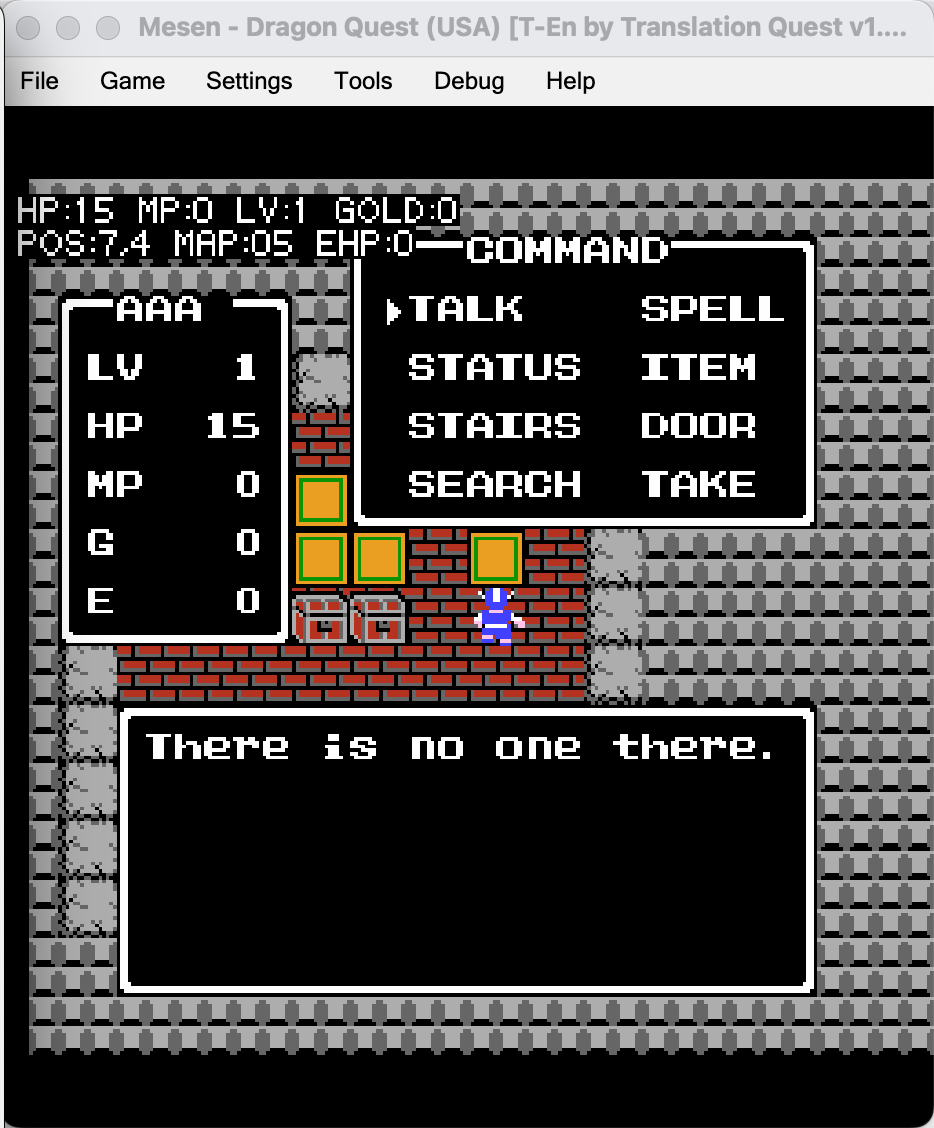 Mesen - Dragon Quest (USA) [T-En by Translation Quest v1....
File Game Settings Tools Debug Help
HP:15 MP:0 LV:1 GOLD:0
POS:7,4 MAP:05 EHP:0
COMMAND
TALK SPELL
STATUS ITEM
STAIRS DOOR
SEARCH TAKE
AAA
LV 1
HP 15
MP 0
G 0
E 0
There is no one there.